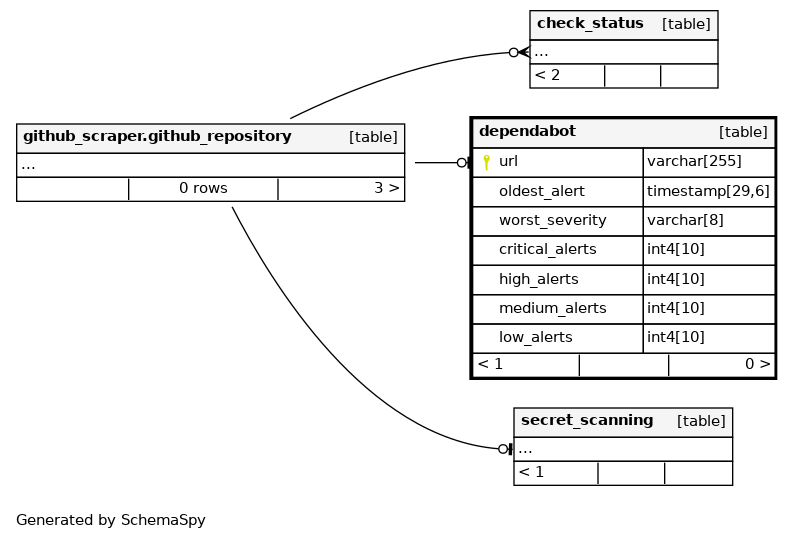 check_status [table]
...
< 2
github_scraper.github_repository [table]
...
0 rows 3 >
dependabot [table]
url varchar[255]
oldest_alert timestamp[29,6]
worst_severity varchar[8]
critical_alerts int4[10]
high_alerts int4[10]
medium_alerts int4[10]
low_alerts int4[10]
< 1 0 >
secret_scanning [table]
...
< 1
Generated by SchemaSpy